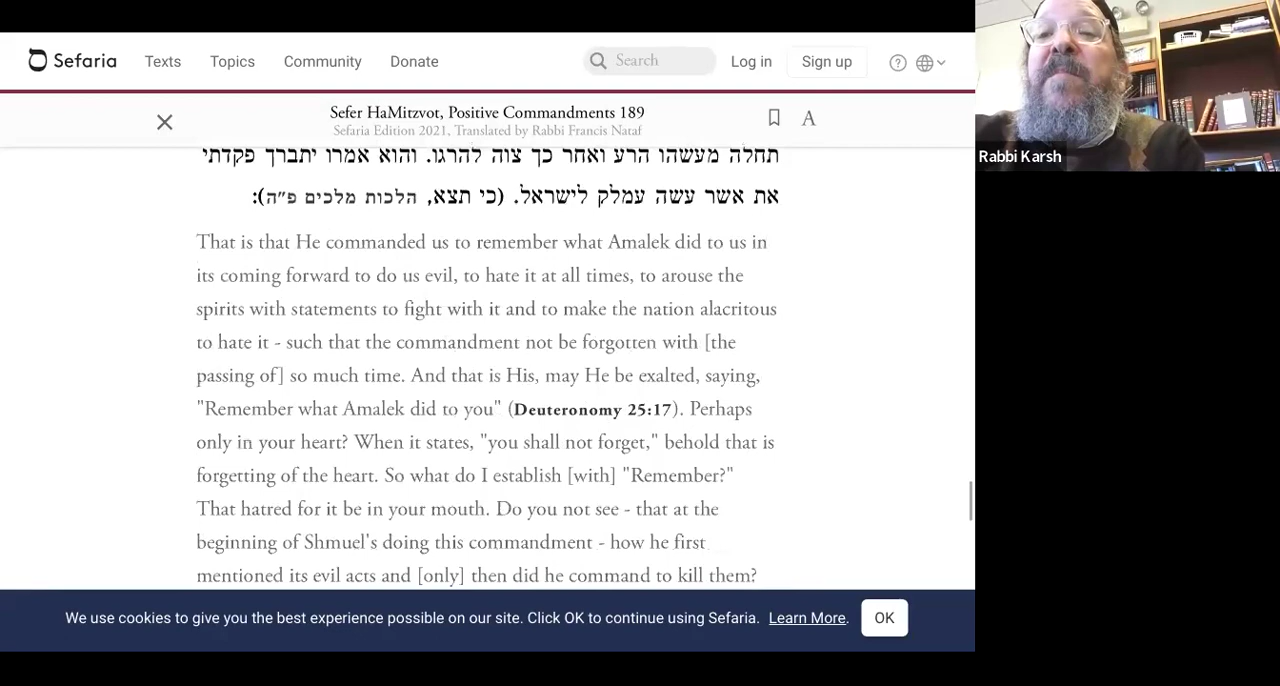 Sefaria Texts Topics Community Donate Search Log in Sign up
Sefer HaMitzvot, Positive Commandments 189
Sefaria Edition 2021, Translated by Rabbi Francis Nataf
A
תחלה מעשהו הרע ואחר כך צוה להרגו. והוא אמרו יתברך פקדתי
את אשר עשה עמלק לישראל. (כי תצא, הלכות מלכים פ״ה):
That is that He commanded us to remember what Amalek did to us in
its coming forward to do us evil, to hate it at all times, to arouse the
spirits with statements to fight with it and to make the nation alacritous
to hate it - such that the commandment not be forgotten with [the
passing of] so much time. And that is His, may He be exalted, saying,
"Remember what Amalek did to you" (Deuteronomy 25:17). Perhaps
only in your heart? When it states, "you shall not forget," behold that is
forgetting of the heart. So what do I establish [with] "Remember?"
That hatred for it be in your mouth. Do you not see - that at the
beginning of Shmuel's doing this commandment - how he first
mentioned its evil acts and [only] then did he command to kill them?
We use cookies to give you the best experience possible on our site. Click OK to continue using Sefaria. Learn More. OK
Rabbi Karsh